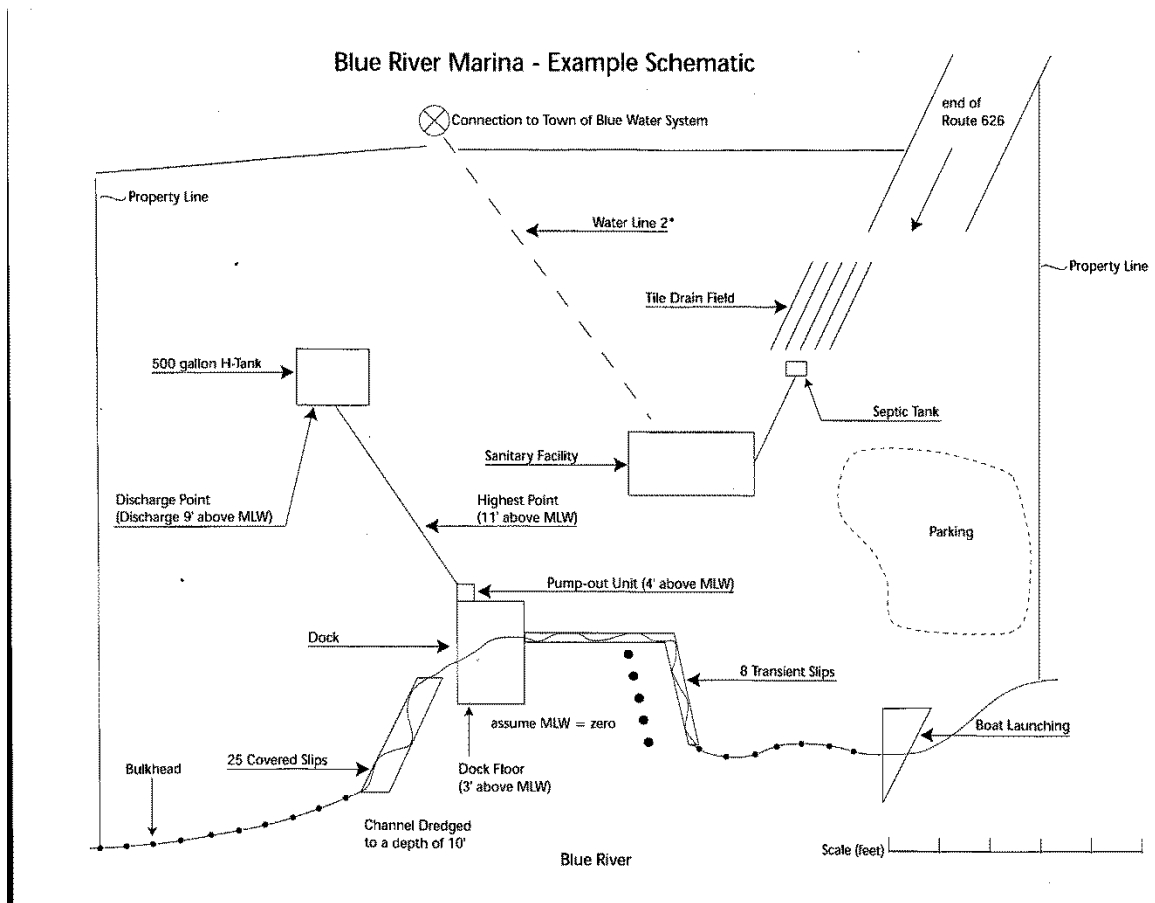 Blue River Marina - Example Schematic
end of
Route 626
Connection to Town of Blue Water System
Property Line
Water Line 2"
Property Line
Tile Drain Field
500 gallon H-Tank
Septic Tank
Sanitary Facility
Discharge Point
(Discharge 9' above MLW)
Highest Point
(11' above MLW)
Parking
Pump-out Unit (4' above MLW)
Dock
8 Transient Slips
assume MLW = zero
Boat Launching
25 Covered Slips
Bulkhead
Dock Floor
(3' above MLW)
Channel Dredged
to a depth of 10'
Blue River
Scale (feet)